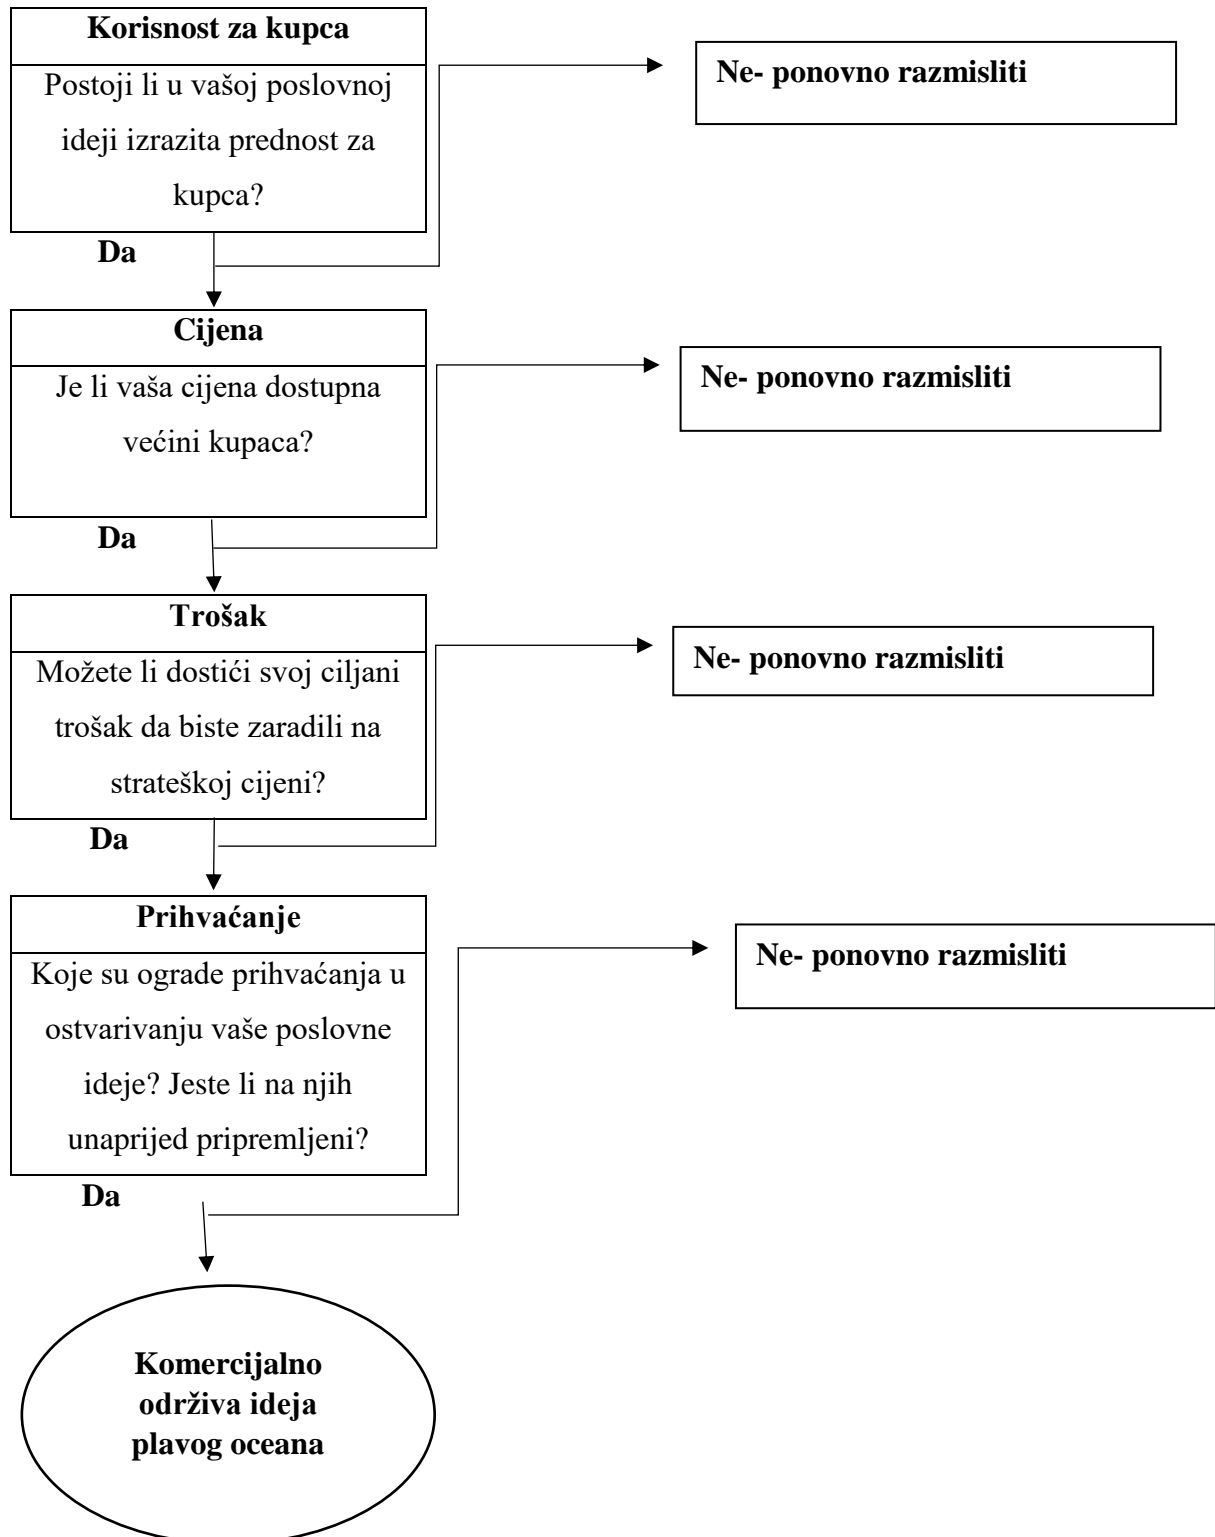 Korisnost za kupca
Postoji li u vašoj poslovnoj
ideji izrazita prednost za
kupca?
Ne- ponovno razmisliti
Da
Cijena
Je li vaša cijena dostupna
većini kupaca?
Ne- ponovno razmisliti
Da
Trošak
Možete li dostići svoj ciljani
trošak da biste zaradili na
strateškoj cijeni?
Ne- ponovno razmisliti
Da
Prihvaćanje
Koje su ograde prihvaćanja u
ostvarivanju vaše poslovne
ideje? Jeste li na njih
unaprijed pripremljeni?
Ne- ponovno razmisliti
Da
Komercijalno
održiva ideja
plavog oceana